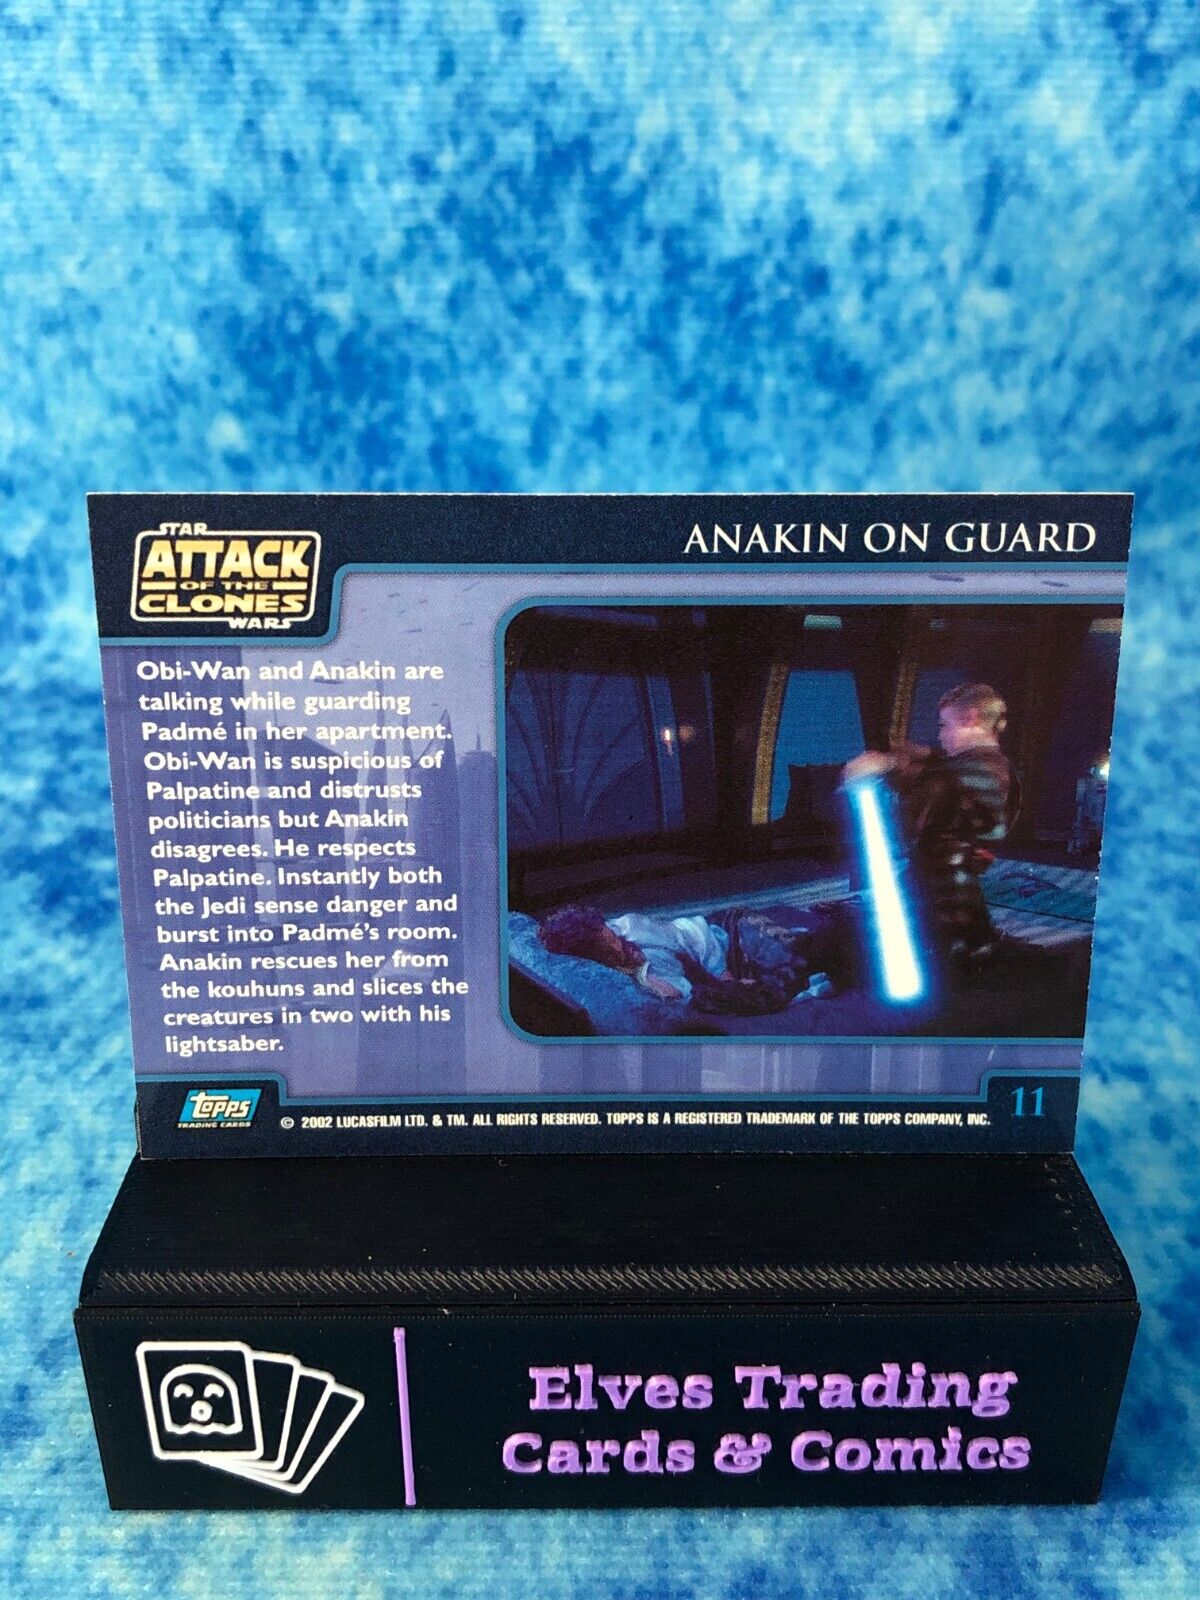 STAR
ATTACK
OF THE
CLONES
WARS
ANAKIN ON GUARD
Obi-Wan and Anakin are
talking while guarding
Padmé in her apartment.
Obi-Wan is suspicious of
Palpatine and distrusts
politicians but Anakin
disagrees. He respects
Palpatine. Instantly both
the Jedi sense danger and
burst into Padmé's room.
Anakin rescues her from
the kouhuns and slices the
creatures in two with his
lightsaber.
TOPPS
TRADING CARDS
© 2002 LUCASFILM LTD. & TM. ALL RIGHTS RESERVED. TOPPS IS A REGISTERED TRADEMARK OF THE TOPPS COMPANY, INC.
11
Elves Trading
Cards & Comics